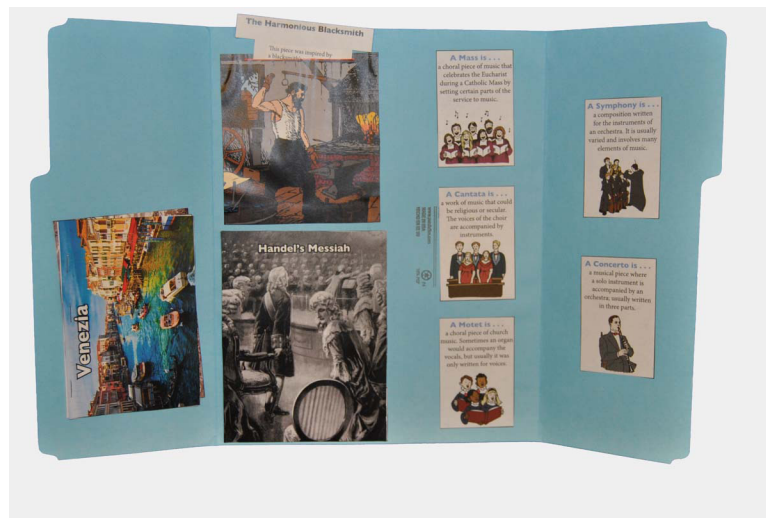 The Harmonious Blacksmith
This piece was inspired by
Venezia
Handel's Messiah
A Mass is . . .
a choral piece of music that
celebrates the Eucharist
during a Catholic Mass by
setting certain parts of the
service to music.
A Cantata is . . .
a work of music that could
be religious or secular.
The voices of the choir
are accompanied by
instruments.
A Motet is . . .
a choral piece of church
music. Sometimes an organ
would accompany the
vocals, but usually it was
only written for voices.
A Symphony is . . .
a composition written
for the instruments of
an orchestra. It is usually
varied and involves many
elements of music.
A Concerto is . . .
a musical piece where
a solo instrument is
accompanied by an
orchestra, usually written
in three parts.